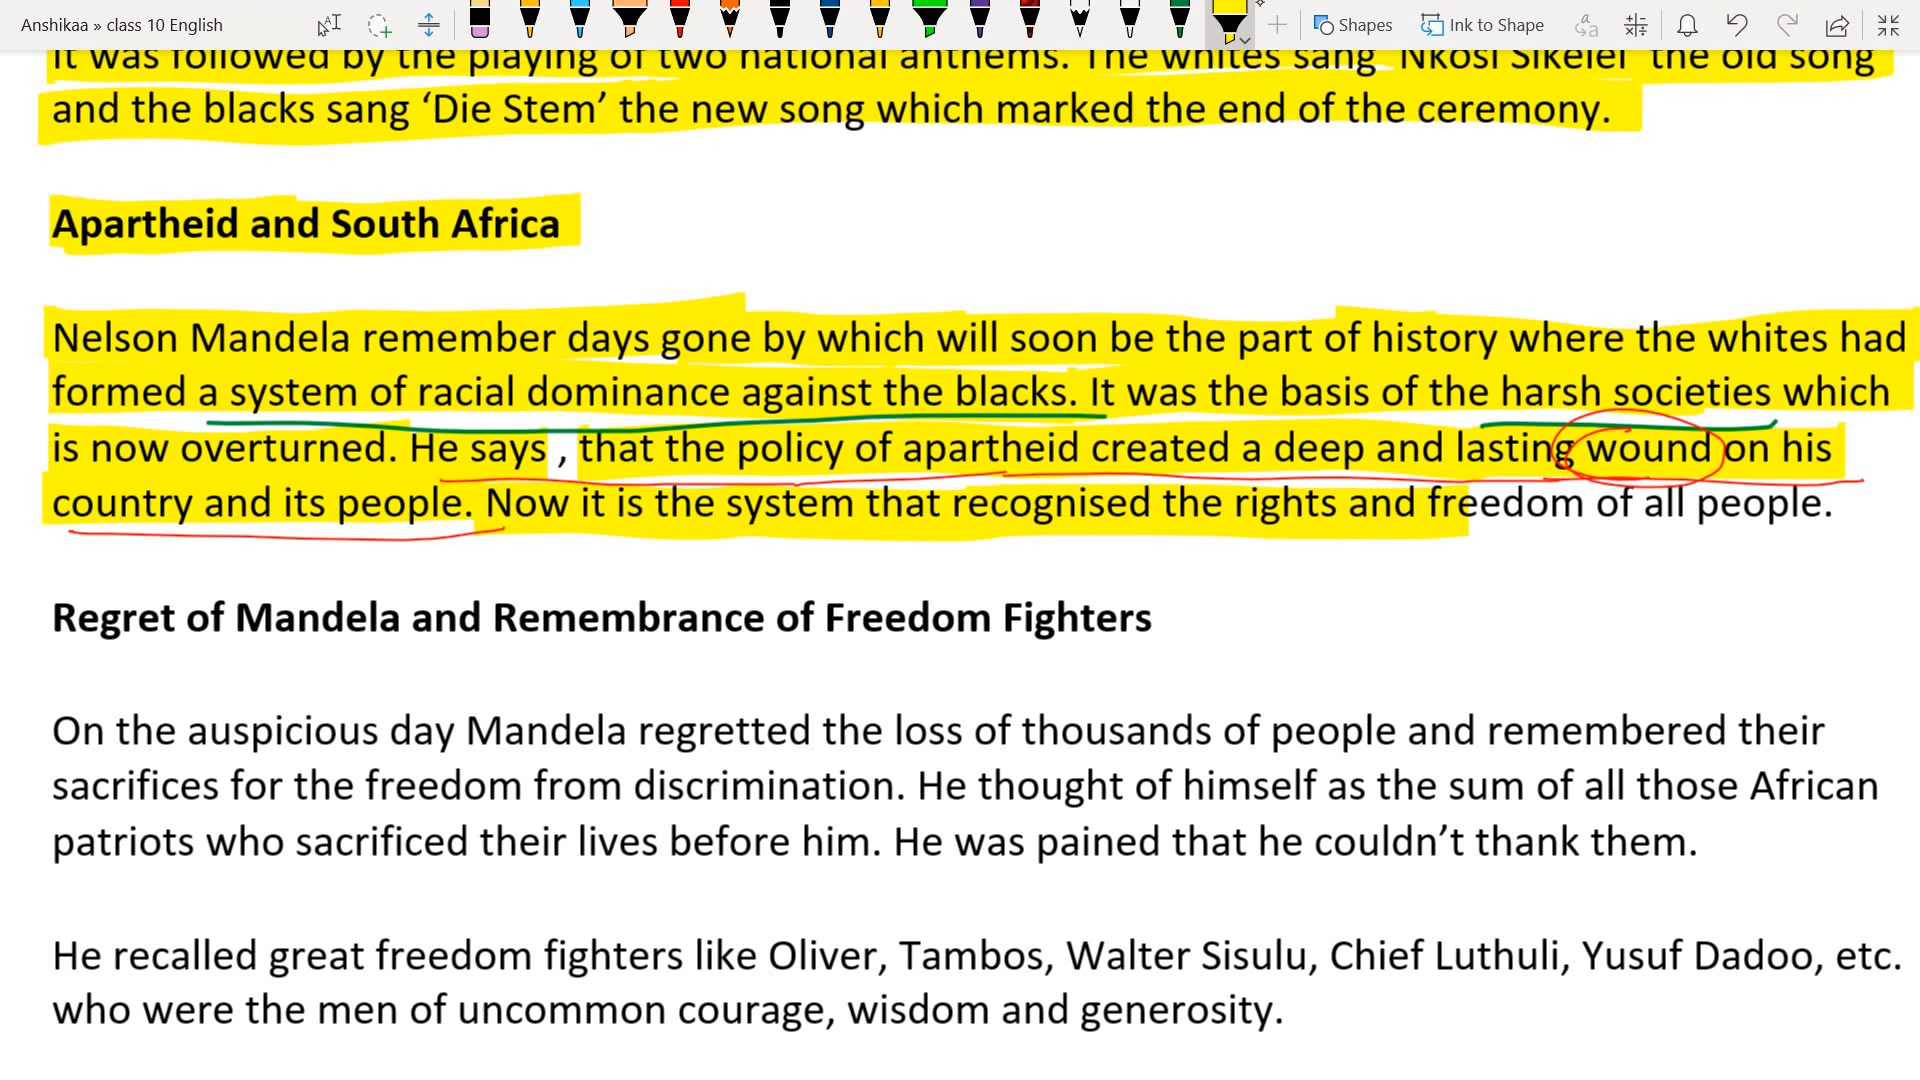 Anshikaa » class 10 English
Shapes
Ink to Shape
It was followed by the playing of two national anthems. The whites sang ‘Nkosi Sikelel’ the old song
and the blacks sang ‘Die Stem’ the new song which marked the end of the ceremony.
Apartheid and South Africa
Nelson Mandela remember days gone by which will soon be the part of history where the whites had
formed a system of racial dominance against the blacks. It was the basis of the harsh societies which
is now overturned. He says , that the policy of apartheid created a deep and lasting wound on his
country and its people. Now it is the system that recognised the rights and freedom of all people.
Regret of Mandela and Remembrance of Freedom Fighters
On the auspicious day Mandela regretted the loss of thousands of people and remembered their
sacrifices for the freedom from discrimination. He thought of himself as the sum of all those African
patriots who sacrificed their lives before him. He was pained that he couldn’t thank them.
He recalled great freedom fighters like Oliver, Tambos, Walter Sisulu, Chief Luthuli, Yusuf Dadoo, etc.
who were the men of uncommon courage, wisdom and generosity.